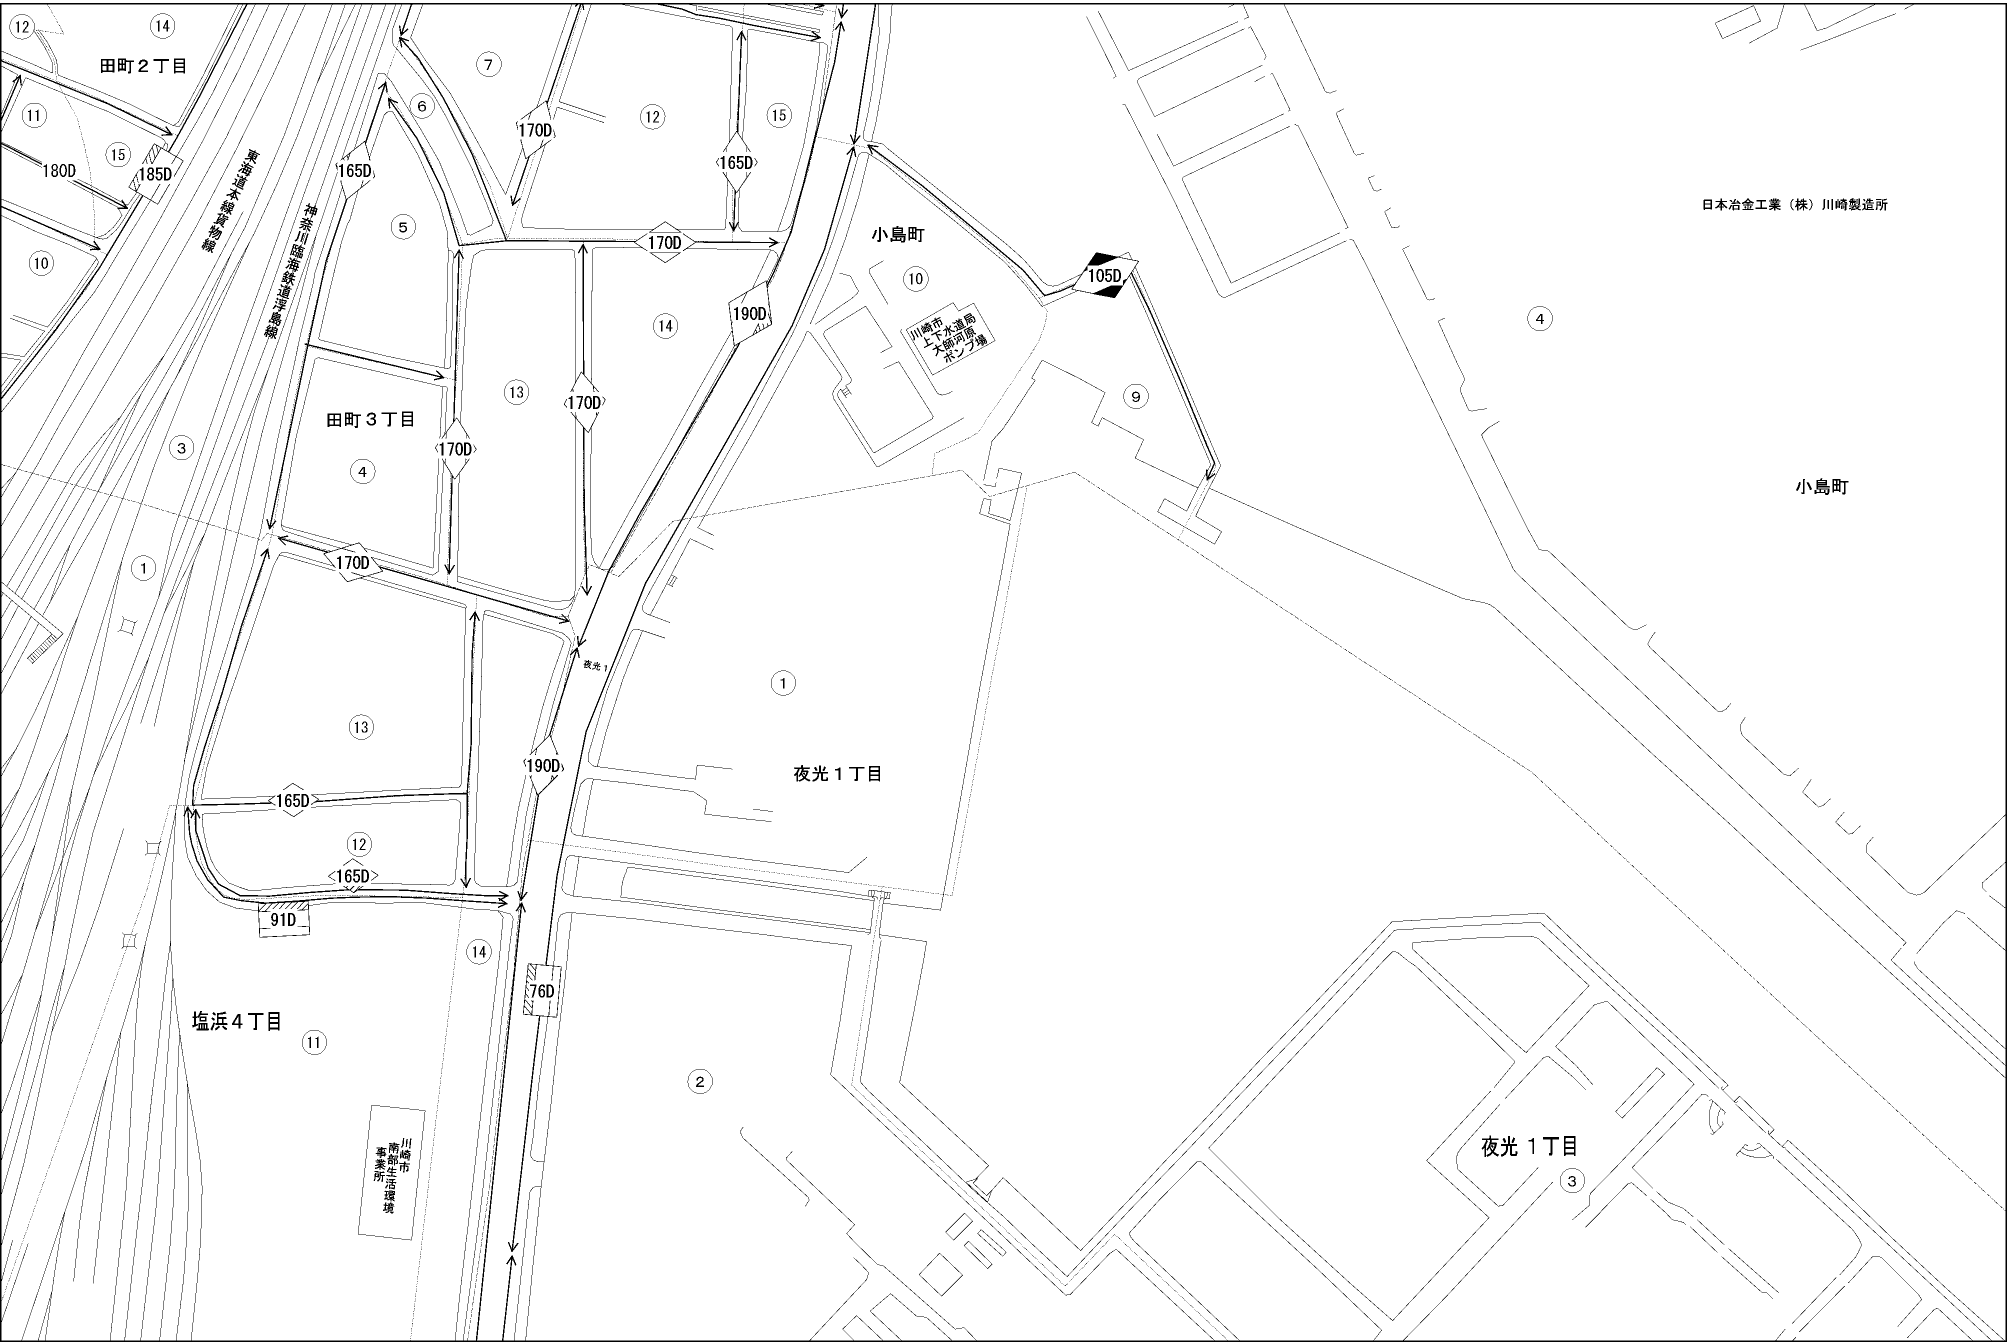 ⑫
⑭
田町２丁目
⑦
⑥
⑪
⑫
⑮
170D
⑮
180D
185D
165D
165D
東海道本線貨物線
神奈川臨海鉄道浮島線
日本冶金工業（株）川崎製造所
⑤
170D
小島町
⑩
⑩
105D
190D
⑭
④
川崎市
上下水道局
大師河原
ポンプ場
⑬
170D
⑨
田町３丁目
③
170D
④
小島町
170D
①
夜光１
①
⑬
190D
夜光１丁目
165D
⑫
165D
91D
⑭
76D
塩浜４丁目
⑪
②
川崎市
南部生活環境
事業所
夜光１丁目
③